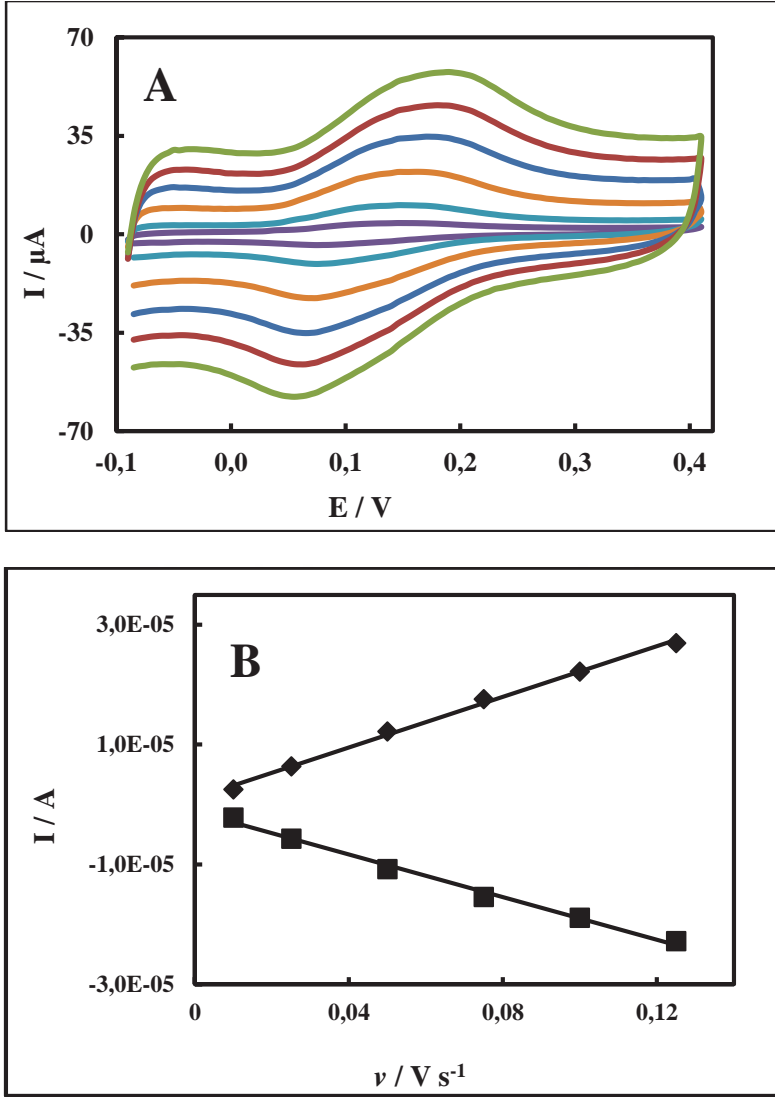 70
A
35
0
-35
-70
I / µA
-0,1 0,0 0,1 0,2 0,3 0,4
E / V
3,0E-05
B
1,0E-05
-1,0E-05
-3,0E-05
I / A
0 0,04 0,08 0,12
v / V s-1